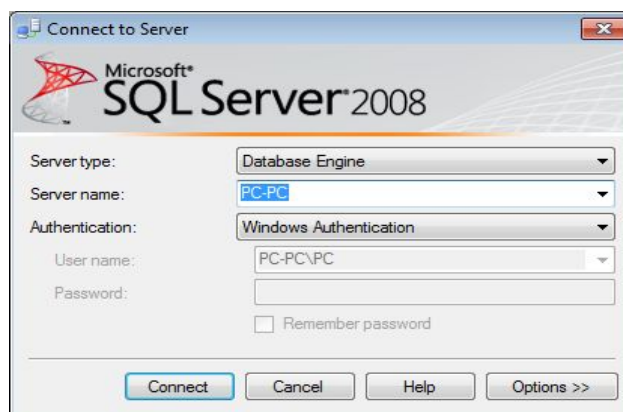 Connect to Server
Microsoft®
SQL Server® 2008
Server type: Database Engine
Server name: PC-PC
Authentication: Windows Authentication
User name: PC-PC\PC
Password:
Remember password
Connect Cancel Help Options >>